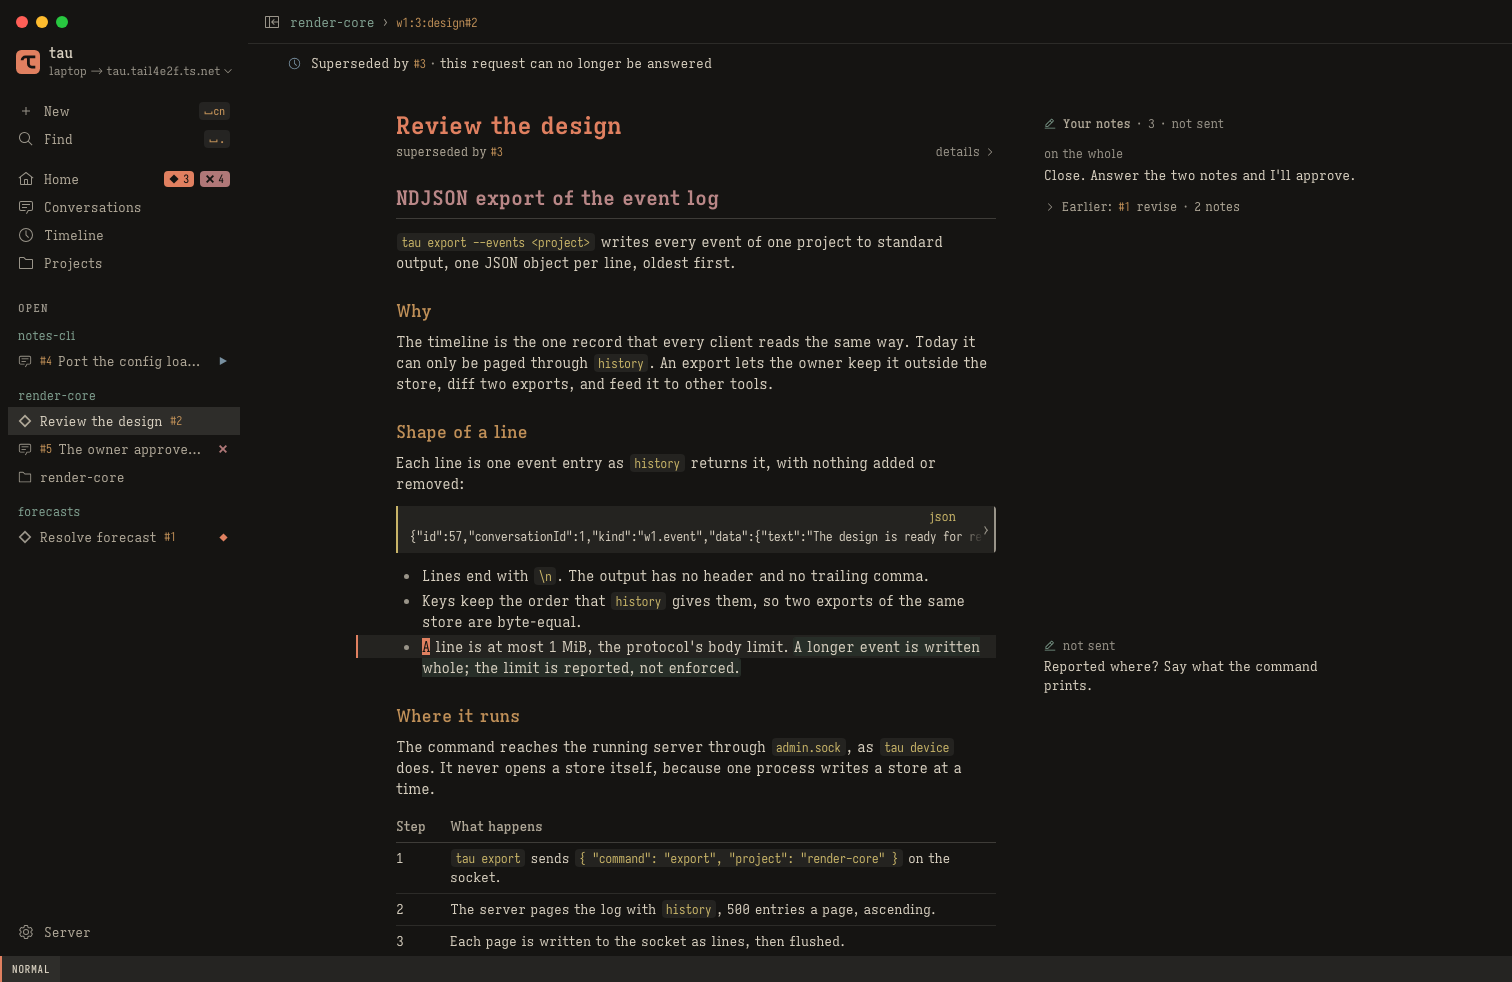 tau
laptop → tau.tail4e2f.ts.net
New
cn
Find
.
Home
3
4
Conversations
Timeline
Projects
OPEN
notes-cli
#4 Port the config loa...
render-core
Review the design #2
#5 The owner approve...
render-core
forecasts
Resolve forecast #1
Server
NORMAL
render-core › w1:3:design#2
Superseded by #3 · this request can no longer be answered
Review the design
superseded by #3
details
NDJSON export of the event log
tau export --events <project> writes every event of one project to standard
output, one JSON object per line, oldest first.
Why
The timeline is the one record that every client reads the same way. Today it
can only be paged through history. An export lets the owner keep it outside the
store, diff two exports, and feed it to other tools.
Shape of a line
Each line is one event entry as history returns it, with nothing added or
removed:
json
{"id":57,"conversationId":1,"kind":"w1.event","data":{"text":"The design is ready for re
• Lines end with \n. The output has no header and no trailing comma.
• Keys keep the order that history gives them, so two exports of the same
store are byte-equal.
• A line is at most 1 MiB, the protocol's body limit. A longer event is written
whole; the limit is reported, not enforced.
Where it runs
The command reaches the running server through admin.sock, as tau device
does. It never opens a store itself, because one process writes a store at a
time.
Step What happens
1 tau export sends { "command": "export", "project": "render-core" } on the
socket.
2 The server pages the log with history, 500 entries a page, ascending.
3 Each page is written to the socket as lines, then flushed.
Your notes · 3 · not sent
on the whole
Close. Answer the two notes and I'll approve.
Earlier: #1 revise · 2 notes
not sent
Reported where? Say what the command
prints.